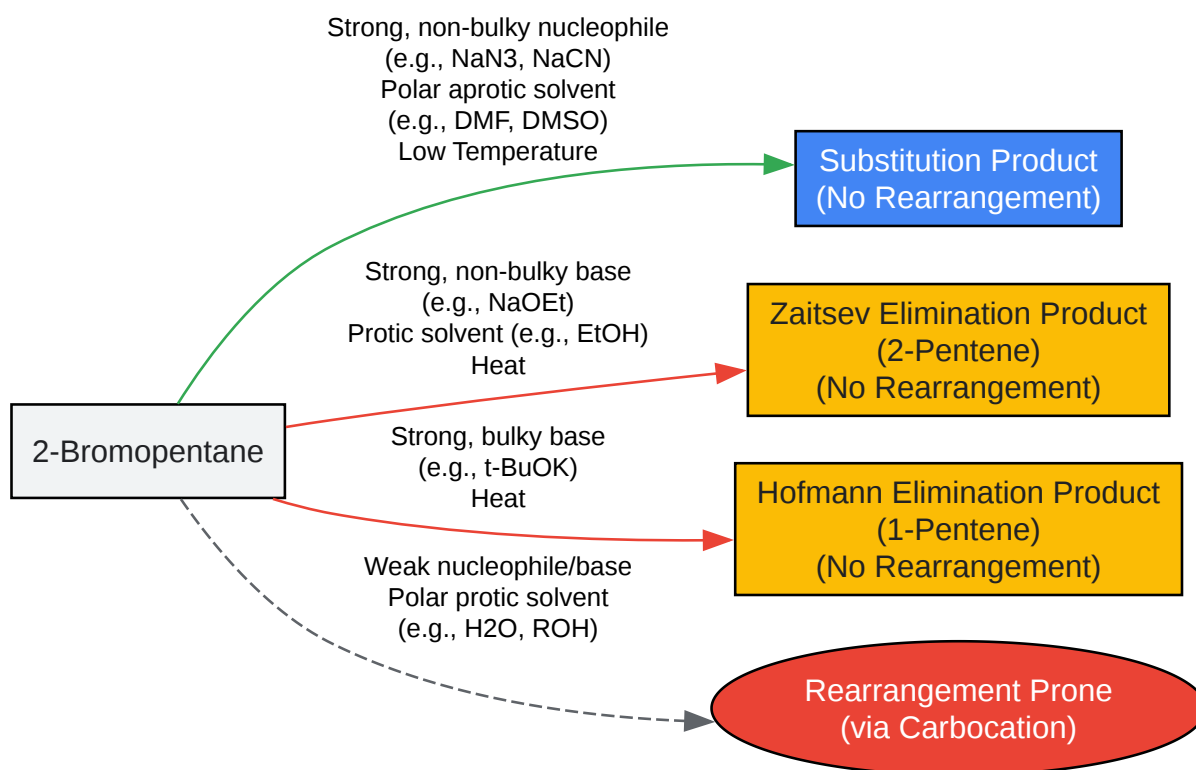 Strong, non-bulky nucleophile
(e.g., NaN3, NaCN)
Polar aprotic solvent
(e.g., DMF, DMSO)
Low Temperature
Substitution Product
(No Rearrangement)
Strong, non-bulky base
(e.g., NaOEt)
Protic solvent (e.g., EtOH)
Heat
Zaitsev Elimination Product
(2-Pentene)
(No Rearrangement)
2-Bromopentane
Strong, bulky base
(e.g., t-BuOK)
Heat
Hofmann Elimination Product
(1-Pentene)
(No Rearrangement)
Weak nucleophile/base
Polar protic solvent
(e.g., H2O, ROH)
Rearrangement Prone
(via Carbocation)